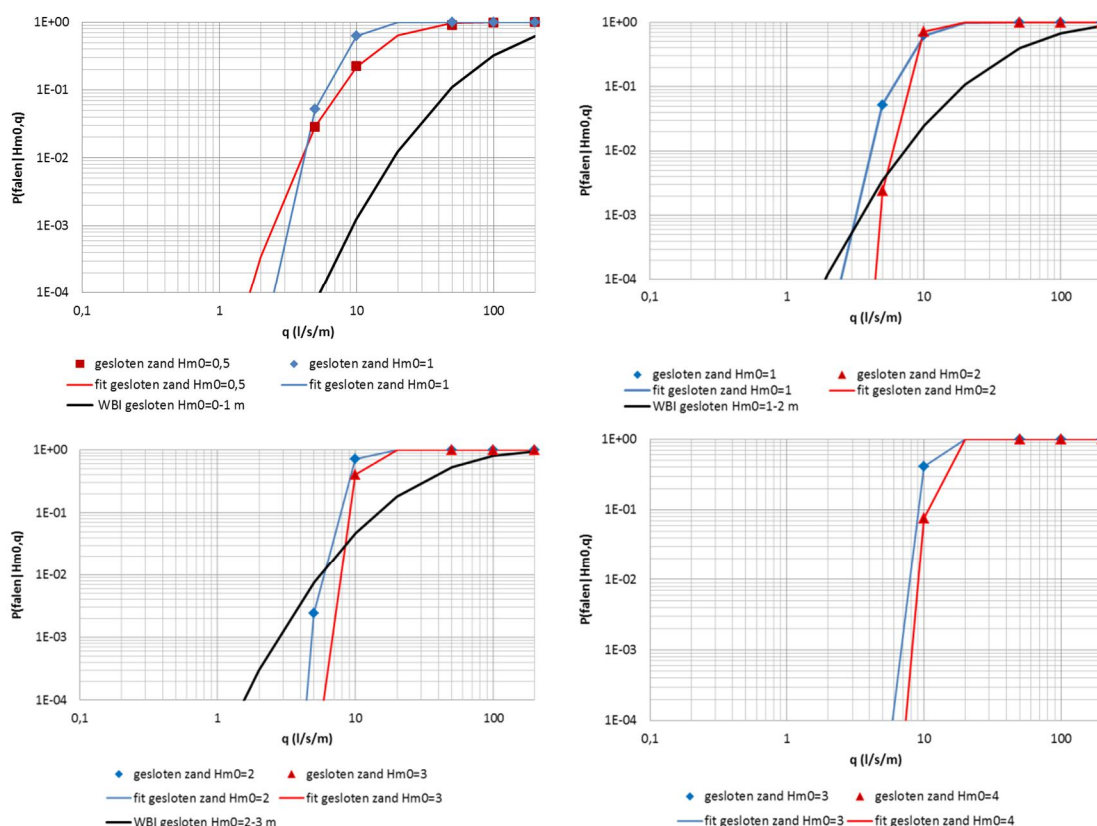 P(falen|Hm0,q)
1E+00
1E-01
1E-02
1E-03
1E-04
0,1
1
10
100
q (l/s/m)
gesloten zand Hm0=0,5
gesloten zand Hm0=1
fit gesloten zand Hm0=0,5
fit gesloten zand Hm0=1
WBI gesloten Hm0=0-1 m
P(falen|Hm0,q)
1E+00
1E-01
1E-02
1E-03
1E-04
0,1
1
10
100
q (l/s/m)
gesloten zand Hm0=1
gesloten zand Hm0=2
fit gesloten zand Hm0=1
fit gesloten zand Hm0=2
WBI gesloten Hm0=1-2 m
P(falen|Hm0,q)
1E+00
1E-01
1E-02
1E-03
1E-04
0,1
1
10
100
q (l/s/m)
gesloten zand Hm0=2
gesloten zand Hm0=3
fit gesloten zand Hm0=2
fit gesloten zand Hm0=3
WBI gesloten Hm0=2-3 m
P(falen|Hm0,q)
1E+00
1E-01
1E-02
1E-03
1E-04
0,1
1
10
100
q (l/s/m)
gesloten zand Hm0=3
gesloten zand Hm0=4
fit gesloten zand Hm0=3
fit gesloten zand Hm0=4